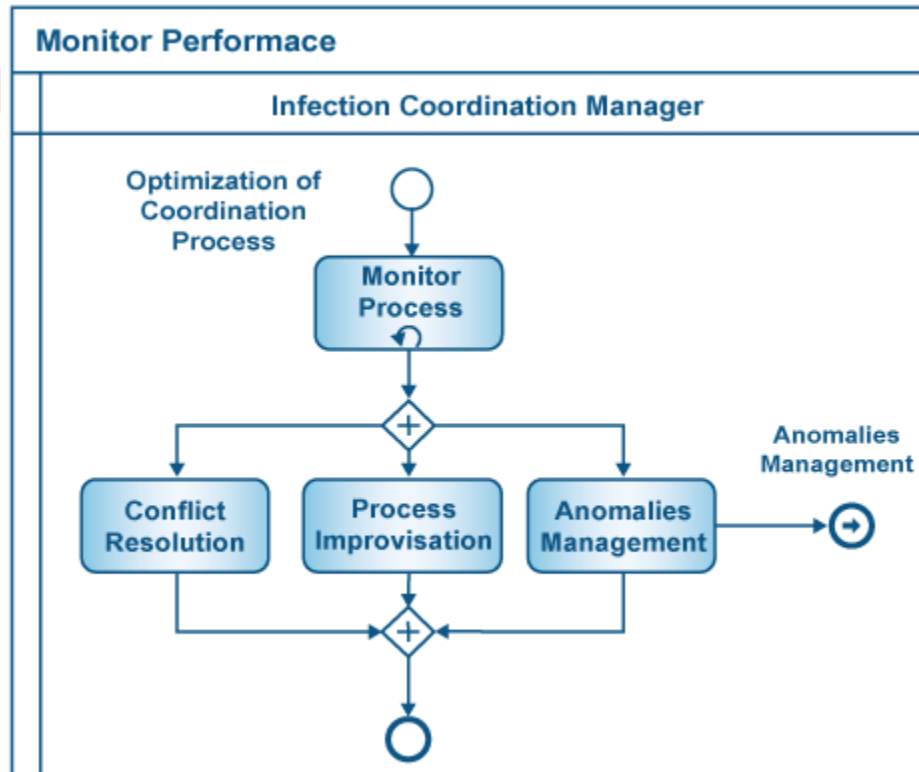 Monitor Performace
Infection Coordination Manager
Optimization of
Coordination
Process
Monitor
Process
Conflict
Resolution
Process
Improvisation
Anomalies
Management
Anomalies
Management